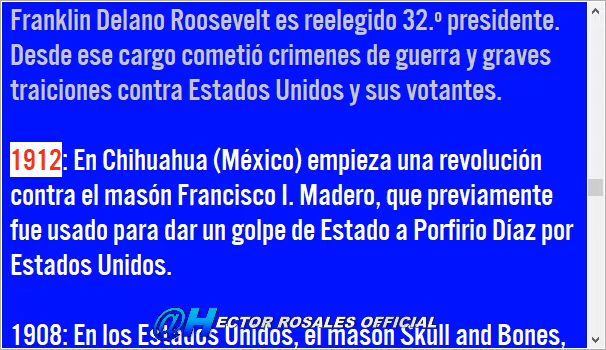 Franklin Delano Roosevelt es reelegido 32.º presidente.
Desde ese cargo cometió crimenes de guerra y graves
traiciones contra Estados Unidos y sus votantes.
1912: En Chihuahua (México) empieza una revolución
contra el masón Francisco I. Madero, que previamente
fue usado para dar un golpe de Estado a Porfirio Díaz por
Estados Unidos.
@HECTOR ROSALES OFFICIAL
1908: En los Estados Unidos, el masón Skull and Bones,